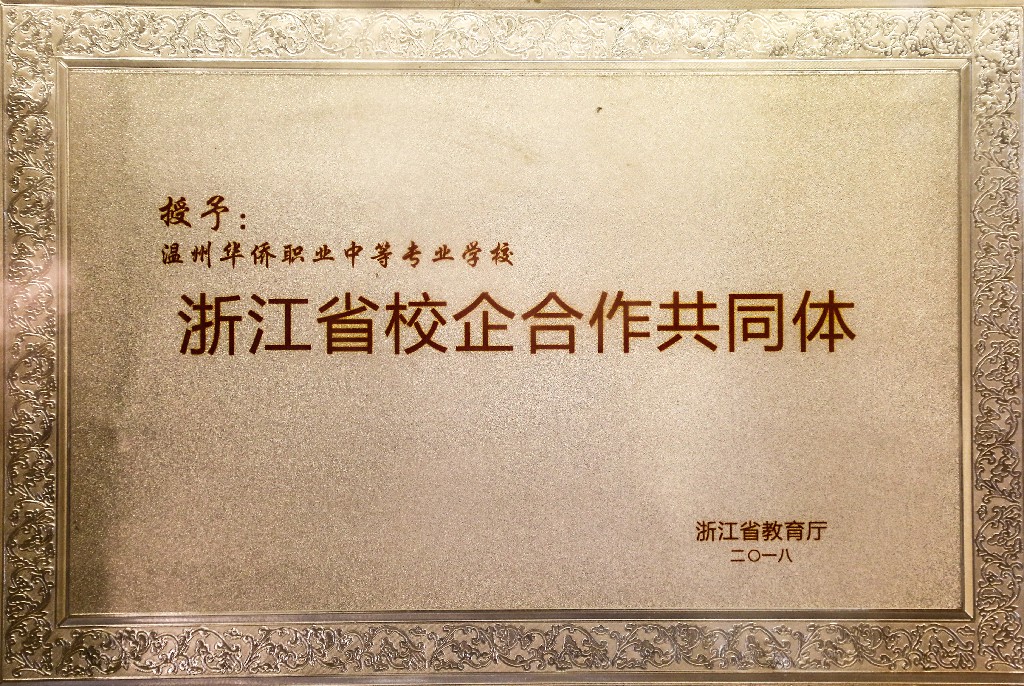 授予：
温州华侨职业中等专业学校
浙江省校企合作共同体
浙江省教育厅
二〇一八